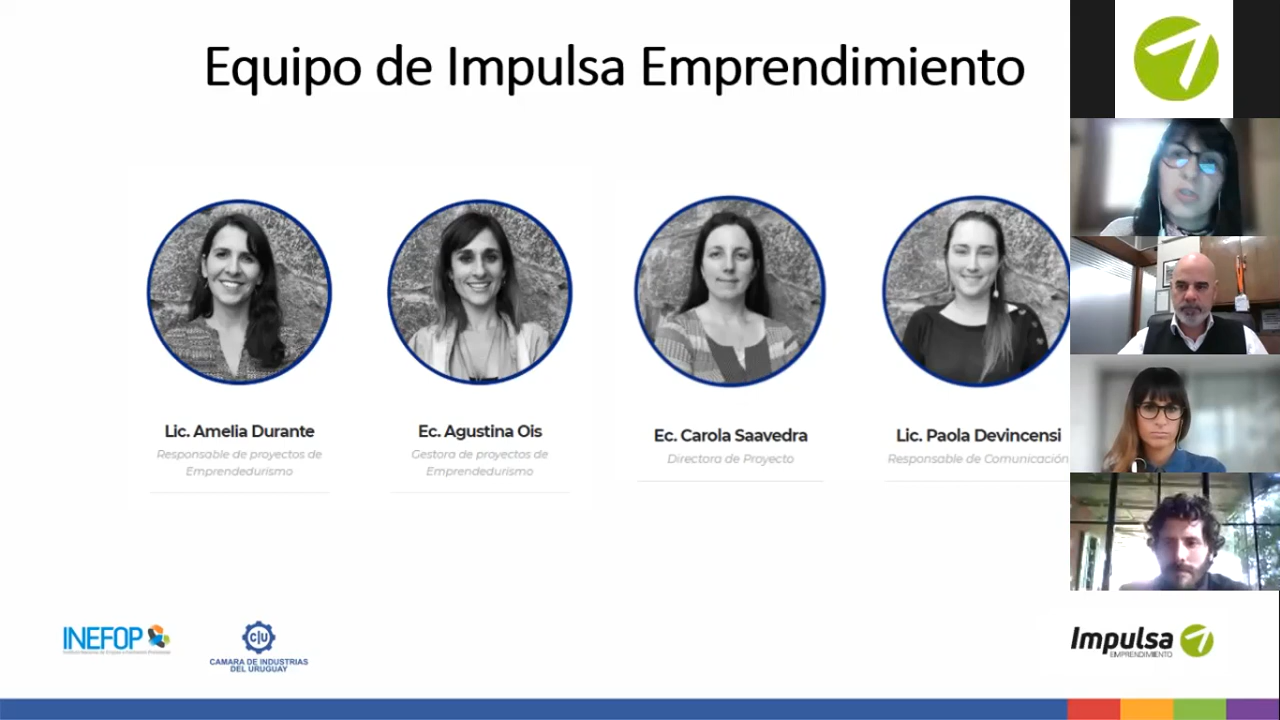 Equipo de Impulsa Emprendimiento
Lic. Amelia Durante
Responsable de proyectos de
Emprendedurismo
Ec. Agustina Ois
Gestora de proyectos de
Emprendedurismo
Ec. Carola Saavedra
Directora de Proyecto
Lic. Paola Devincensi
Responsable de Comunicación
INEFOP
CIU
CAMARA DE INDUSTRIAS
DEL URUGUAY
Impulsa
EMPRENDIMIENTO